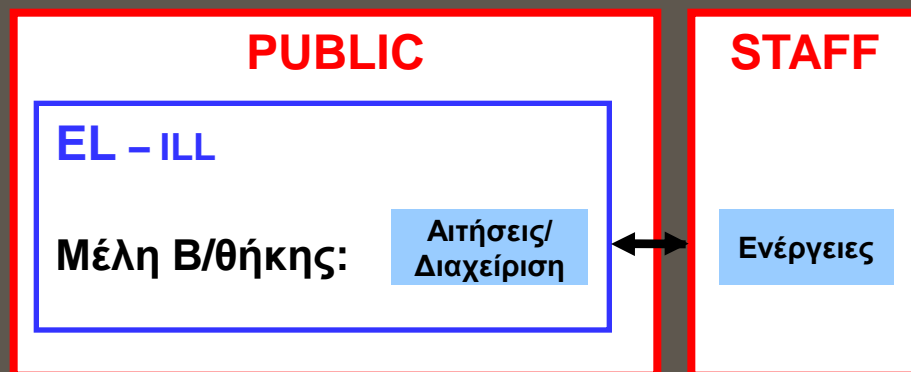 PUBLIC
STAFF
EL – ILL
Μέλη Β/θήκης:
Αιτήσεις/
Διαχείριση
Ενέργειες